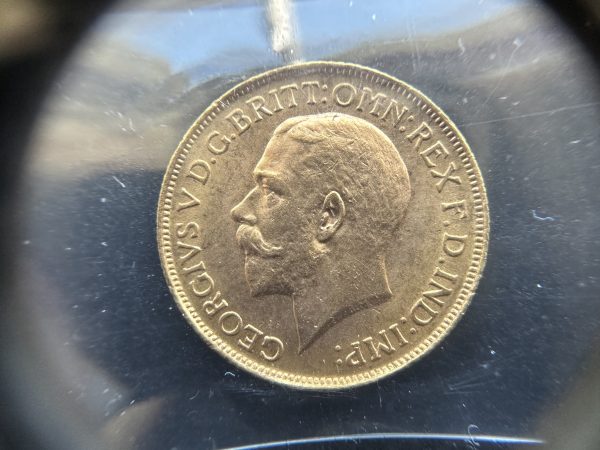 GEORGIVS V D.G.BRITT:OMN:REX F.D.IND:IMP: